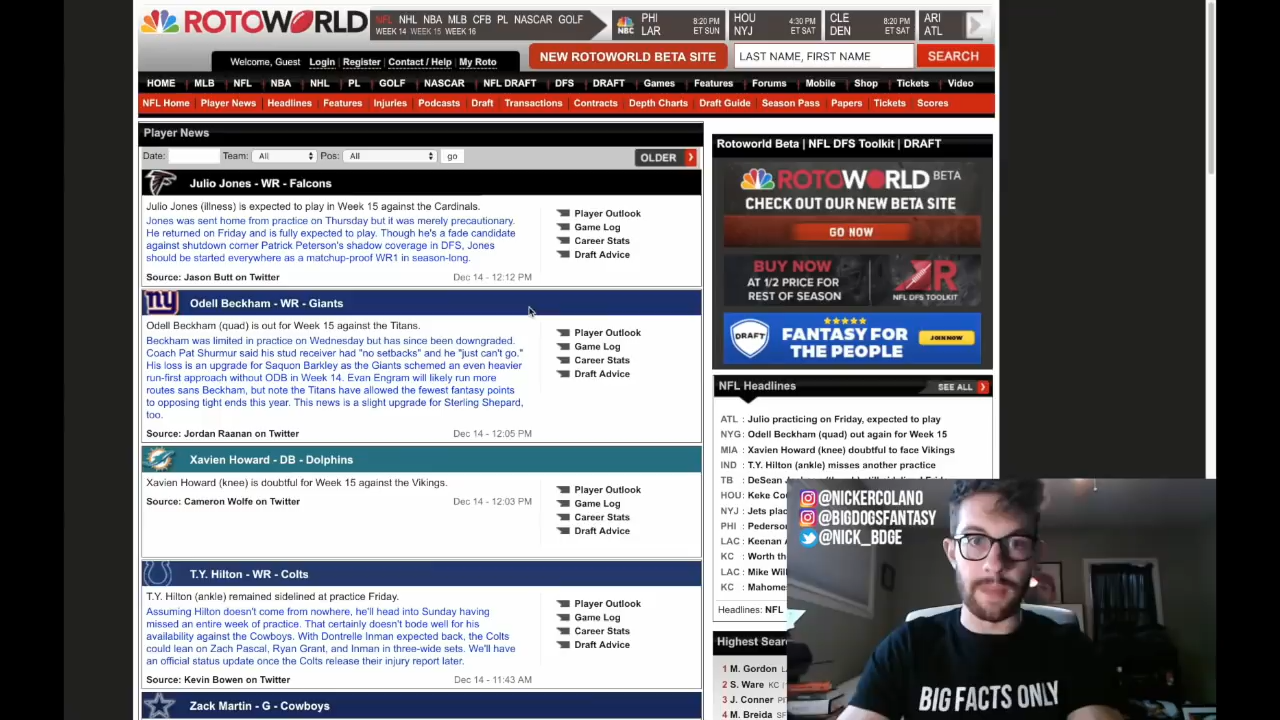 ROTOWORLD
NFL NHL NBA MLB CFB PL NASCAR GOLF
WEEK 14 WEEK 15 WEEK 16
NBC
PHI 8:20 PM
LAR ET SUN
HOU 4:30 PM
NYJ ET SAT
CLE 8:20 PM
DEN ET SAT
ARI
ATL
Welcome, Guest Login Register Contact / Help My Roto
NEW ROTOWORLD BETA SITE
LAST NAME, FIRST NAME
SEARCH
HOME MLB NFL NBA NHL PL GOLF NASCAR NFL DRAFT DFS DRAFT Games Features Forums Mobile Shop Tickets Video
NFL Home Player News Headlines Features Injuries Podcasts Draft Transactions Contracts Depth Charts Draft Guide Season Pass Papers Tickets Scores
Player News
Date: Team: All Pos: All go
OLDER
Julio Jones - WR - Falcons
Julio Jones (illness) is expected to play in Week 15 against the Cardinals.
Jones was sent home from practice on Thursday but it was merely precautionary.
He returned on Friday and is fully expected to play. Though he's a fade candidate
against shutdown corner Patrick Peterson's shadow coverage in DFS, Jones
should be started everywhere as a matchup-proof WR1 in season-long.
Source: Jason Butt on Twitter
Dec 14 - 12:12 PM
Player Outlook
Game Log
Career Stats
Draft Advice
ny
Odell Beckham - WR - Giants
Odell Beckham (quad) is out for Week 15 against the Titans.
Beckham was limited in practice on Wednesday but has since been downgraded.
Coach Pat Shurmur said his stud receiver had "no setbacks" and he "just can't go."
His loss is an upgrade for Saquon Barkley as the Giants schemed an even heavier
run-first approach without ODB in Week 14. Evan Engram will likely run more
routes sans Beckham, but note the Titans have allowed the fewest fantasy points
to opposing tight ends this year. This news is a slight upgrade for Sterling Shepard,
too.
Source: Jordan Raanan on Twitter
Dec 14 - 12:05 PM
Player Outlook
Game Log
Career Stats
Draft Advice
Xavien Howard - DB - Dolphins
Xavien Howard (knee) is doubtful for Week 15 against the Vikings.
Source: Cameron Wolfe on Twitter
Dec 14 - 12:03 PM
Player Outlook
Game Log
Career Stats
Draft Advice
T.Y. Hilton - WR - Colts
T.Y. Hilton (ankle) remained sidelined at practice Friday.
Assuming Hilton doesn't come from nowhere, he'll head into Sunday having
missed an entire week of practice. That certainly doesn't bode well for his
availability against the Cowboys. With Dontrelle Inman expected back, the Colts
could lean on Zach Pascal, Ryan Grant, and Inman in three-wide sets. We'll have
an official status update once the Colts release their injury report later.
Source: Kevin Bowen on Twitter
Dec 14 - 11:43 AM
Player Outlook
Game Log
Career Stats
Draft Advice
Zack Martin - G - Cowboys
Rotoworld Beta | NFL DFS Toolkit | DRAFT
ROTOWORLD BETA
CHECK OUT OUR NEW BETA SITE
GO NOW
BUY NOW
AT 1/2 PRICE FOR
REST OF SEASON
NFL DFS TOOLKIT
DRAFT
FANTASY FOR
THE PEOPLE
JOIN NOW
NFL Headlines
SEE ALL
ATL : Julio practicing on Friday, expected to play
NYG : Odell Beckham (quad) out again for Week 15
MIA : Xavien Howard (knee) doubtful to face Vikings
IND : T.Y. Hilton (ankle) misses another practice
TB : DeSean
HOU : Keke
NYJ : Jets
PHI :
LAC : Keenan
KC : Worth
LAC : Mike
KC :
Headlines: NFL
Highest
1 M. Gordon
2 S. Ware KC
3 J. Conner
4 M. Breida
@NICKERCOLANO
@BIGDOGSFANTASY
@NICK_BDGE
BIG FACTS ONLY